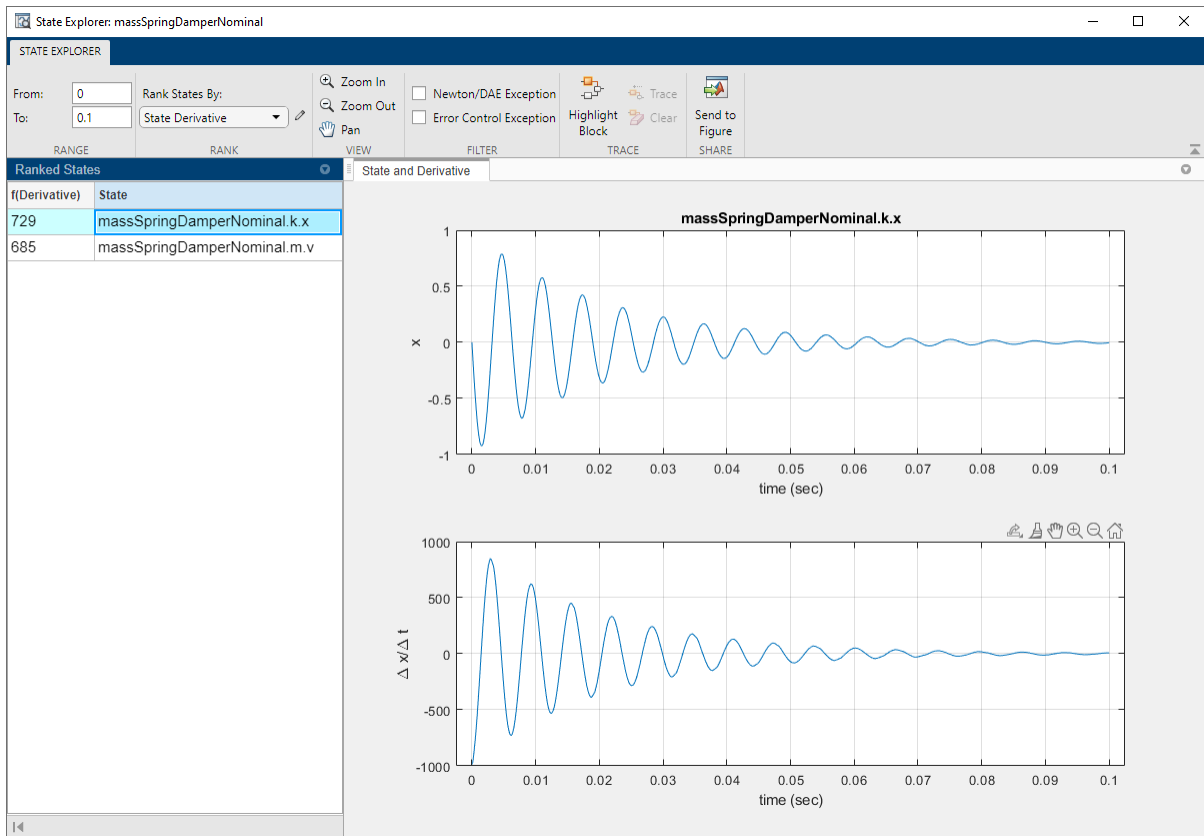 State Explorer: massSpringDamperNominal
STATE EXPLORER
From: 0
To: 0.1
RANGE
Rank States By:
State Derivative
RANK
Zoom In
Zoom Out
Pan
VIEW
Newton/DAE Exception
Error Control Exception
FILTER
Highlight
Block
Trace
Clear
TRACE
Send to
Figure
SHARE
Ranked States
f(Derivative) State
729 massSpringDamperNominal.k.x
685 massSpringDamperNominal.m.v
State and Derivative
massSpringDamperNominal.k.x
1
0.5
0
-0.5
-1
x
0 0.01 0.02 0.03 0.04 0.05 0.06 0.07 0.08 0.09 0.1
time (sec)
1000
500
0
-500
-1000
Δ x/Δ t
0 0.01 0.02 0.03 0.04 0.05 0.06 0.07 0.08 0.09 0.1
time (sec)